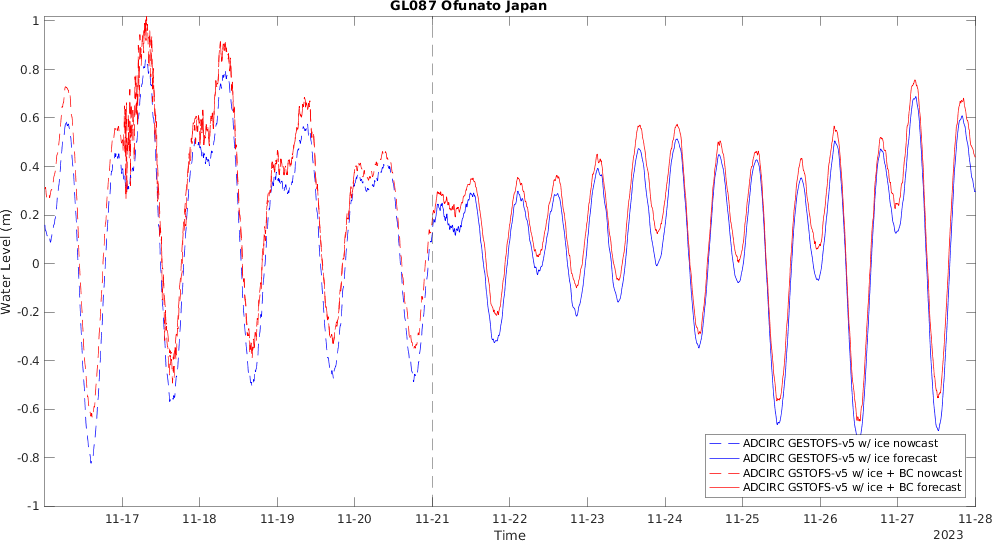 GL087 Ofunato Japan
1
0.8
0.6
0.4
0.2
0
-0.2
-0.4
-0.6
-0.8
-1
Water Level (m)
ADCIRC GESTOFS-v5 w/ ice nowcast
ADCIRC GESTOFS-v5 w/ ice forecast
ADCIRC GSTOFS-v5 w/ ice + BC nowcast
ADCIRC GSTOFS-v5 w/ ice + BC forecast
11-17 11-18 11-19 11-20 11-21 11-22 11-23 11-24 11-25 11-26 11-27 11-28
Time
2023